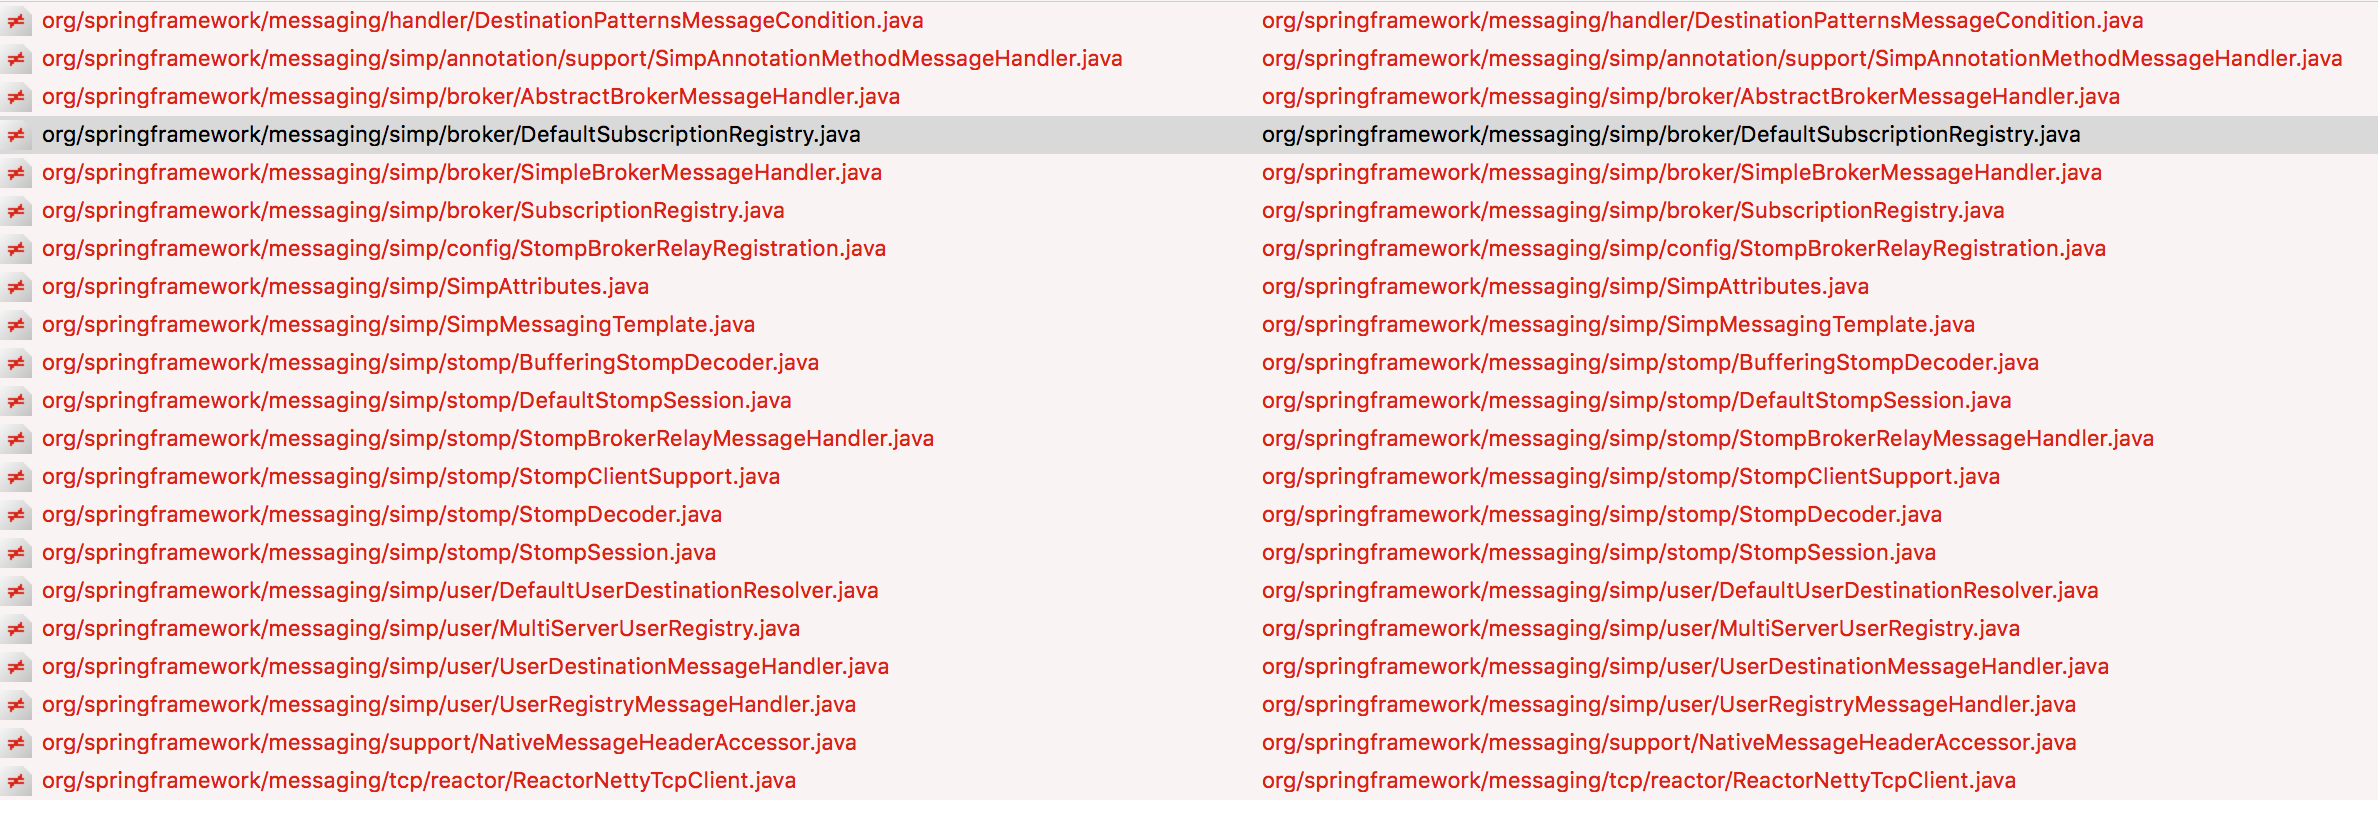 org/springframework/messaging/handler/DestinationPatternsMessageCondition.java org/springframework/messaging/handler/DestinationPatternsMessageCondition.java
org/springframework/messaging/simp/annotation/support/SimpAnnotationMethodMessageHandler.java org/springframework/messaging/simp/annotation/support/SimpAnnotationMethodMessageHandler.java
org/springframework/messaging/simp/broker/AbstractBrokerMessageHandler.java org/springframework/messaging/simp/broker/AbstractBrokerMessageHandler.java
org/springframework/messaging/simp/broker/DefaultSubscriptionRegistry.java org/springframework/messaging/simp/broker/DefaultSubscriptionRegistry.java
org/springframework/messaging/simp/broker/SimpleBrokerMessageHandler.java org/springframework/messaging/simp/broker/SimpleBrokerMessageHandler.java
org/springframework/messaging/simp/broker/SubscriptionRegistry.java org/springframework/messaging/simp/broker/SubscriptionRegistry.java
org/springframework/messaging/simp/config/StompBrokerRelayRegistration.java org/springframework/messaging/simp/config/StompBrokerRelayRegistration.java
org/springframework/messaging/simp/SimpAttributes.java org/springframework/messaging/simp/SimpAttributes.java
org/springframework/messaging/simp/SimpMessagingTemplate.java org/springframework/messaging/simp/SimpMessagingTemplate.java
org/springframework/messaging/simp/stomp/BufferingStompDecoder.java org/springframework/messaging/simp/stomp/BufferingStompDecoder.java
org/springframework/messaging/simp/stomp/DefaultStompSession.java org/springframework/messaging/simp/stomp/DefaultStompSession.java
org/springframework/messaging/simp/stomp/StompBrokerRelayMessageHandler.java org/springframework/messaging/simp/stomp/StompBrokerRelayMessageHandler.java
org/springframework/messaging/simp/stomp/StompClientSupport.java org/springframework/messaging/simp/stomp/StompClientSupport.java
org/springframework/messaging/simp/stomp/StompDecoder.java org/springframework/messaging/simp/stomp/StompDecoder.java
org/springframework/messaging/simp/stomp/StompSession.java org/springframework/messaging/simp/stomp/StompSession.java
org/springframework/messaging/simp/user/DefaultUserDestinationResolver.java org/springframework/messaging/simp/user/DefaultUserDestinationResolver.java
org/springframework/messaging/simp/user/MultiServerUserRegistry.java org/springframework/messaging/simp/user/MultiServerUserRegistry.java
org/springframework/messaging/simp/user/UserDestinationMessageHandler.java org/springframework/messaging/simp/user/UserDestinationMessageHandler.java
org/springframework/messaging/simp/user/UserRegistryMessageHandler.java org/springframework/messaging/simp/user/UserRegistryMessageHandler.java
org/springframework/messaging/support/NativeMessageHeaderAccessor.java org/springframework/messaging/support/NativeMessageHeaderAccessor.java
org/springframework/messaging/tcp/reactor/ReactorNettyTcpClient.java org/springframework/messaging/tcp/reactor/ReactorNettyTcpClient.java